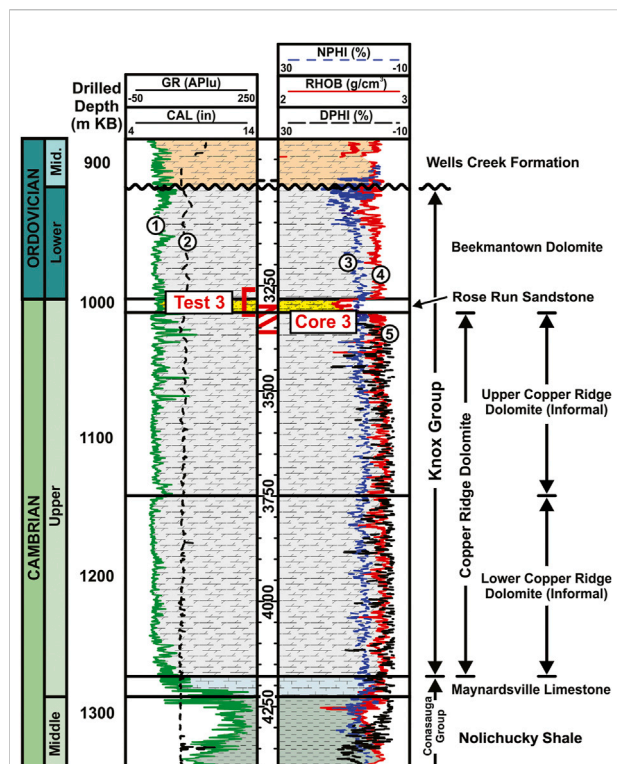 NPHI (%)
30 -10
GR (APIu) RHOB (g/cm³)
Drilled
Depth
(m KB)
-50 250 2 3
CAL (in) DPHI (%)
4 14 30 -10
ORDOVICIAN
Mid.
Lower
CAMBRIAN
Upper
Middle
900
1000
1100
1200
1300
3250
3500
3750
4000
4250
1
2
3
4
5
Test 3
Core 3
Wells Creek Formation
Beekmantown Dolomite
Rose Run Sandstone
Knox Group
Copper Ridge Dolomite
Upper Copper Ridge
Dolomite (Informal)
Lower Copper Ridge
Dolomite (Informal)
Maynardsville Limestone
Conasauga
Group
Nolichucky Shale